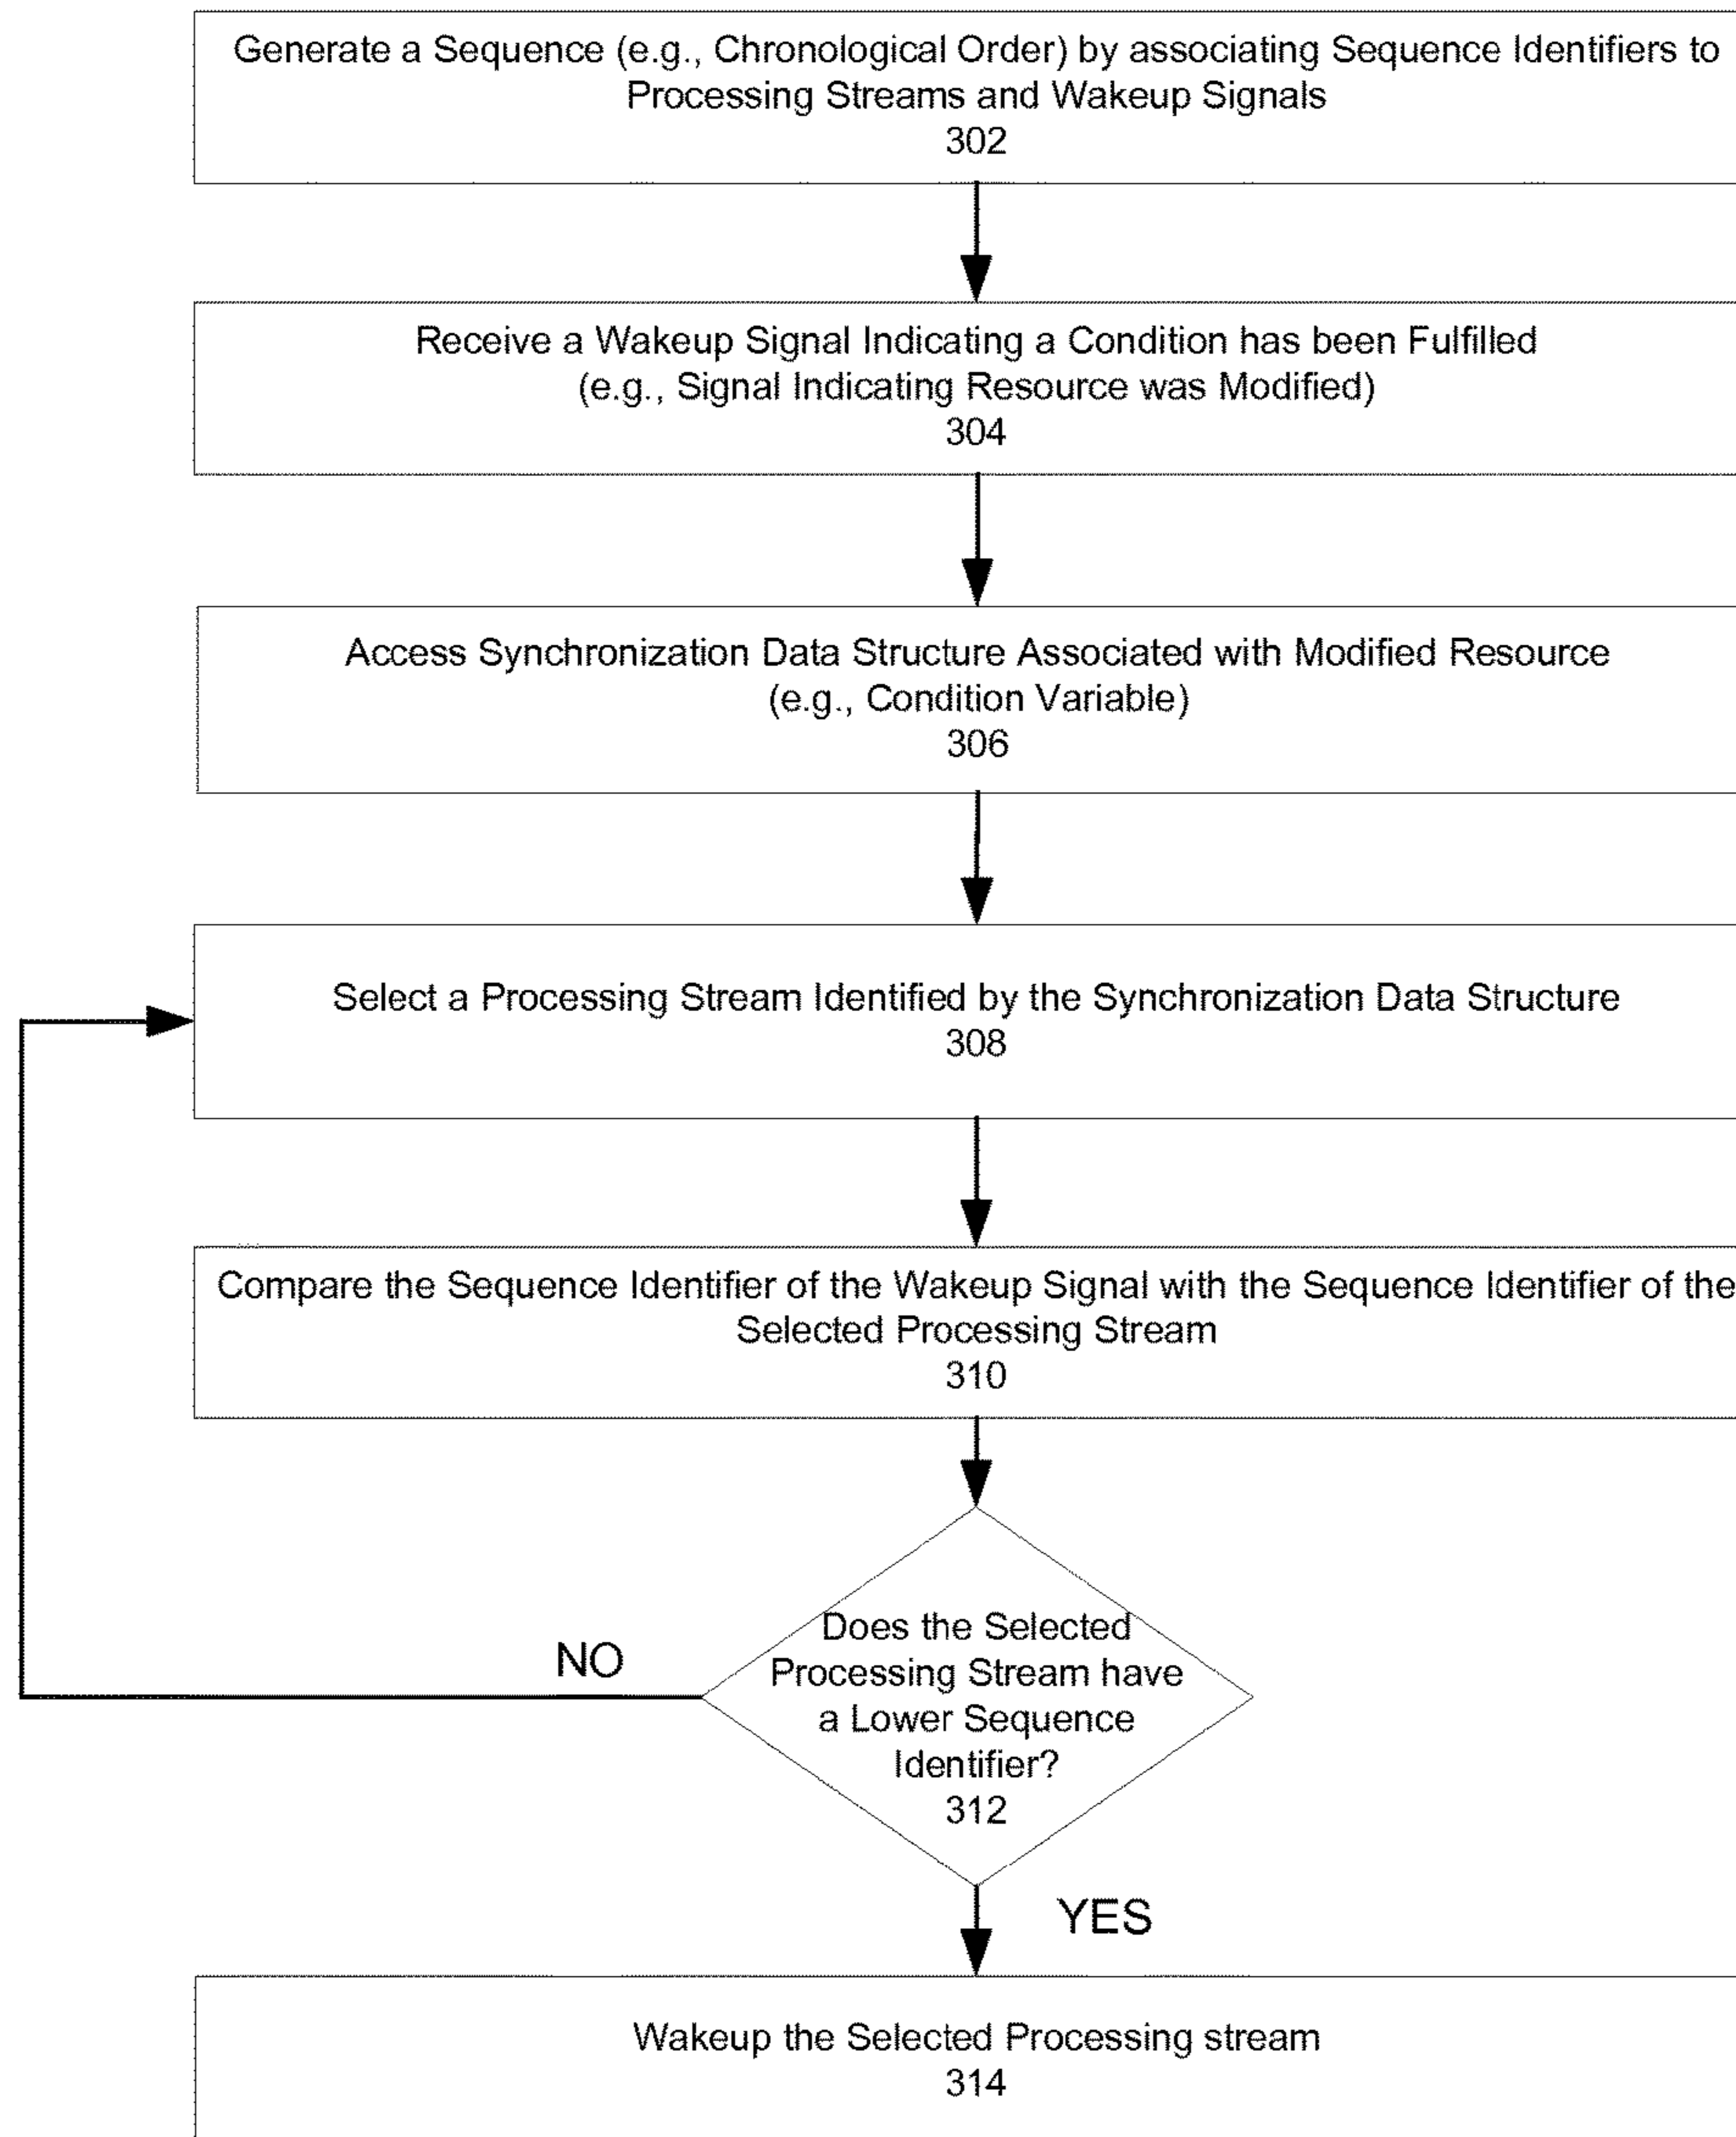 Generate a Sequence (e.g., Chronological Order) by associating Sequence Identifiers to
Processing Streams and Wakeup Signals
302
Receive a Wakeup Signal Indicating a Condition has been Fulfilled
(e.g., Signal Indicating Resource was Modified)
304
Access Synchronization Data Structure Associated with Modified Resource
(e.g., Condition Variable)
306
Select a Processing Stream Identified by the Synchronization Data Structure
308
Compare the Sequence Identifier of the Wakeup Signal with the Sequence Identifier of the
Selected Processing Stream
310
Does the Selected
Processing Stream have
a Lower Sequence
Identifier?
312
NO
YES
Wakeup the Selected Processing stream
314